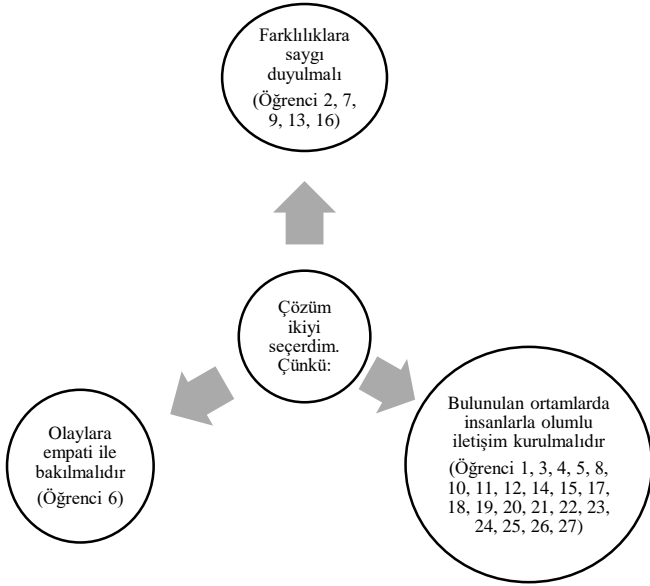 Farklılıklara
saygı
duyulmalı
(Öğrenci 2, 7,
9, 13, 16)
Çözüm
ikiyi
seçerdim.
Çünkü:
Olaylara
empati ile
bakılmalıdır
(Öğrenci 6)
Bulunulan ortamlarda
insanlarla olumlu
iletişim kurulmalıdır
(Öğrenci 1, 3, 4, 5, 8,
10, 11, 12, 14, 15, 17,
18, 19, 20, 21, 22, 23,
24, 25, 26, 27)